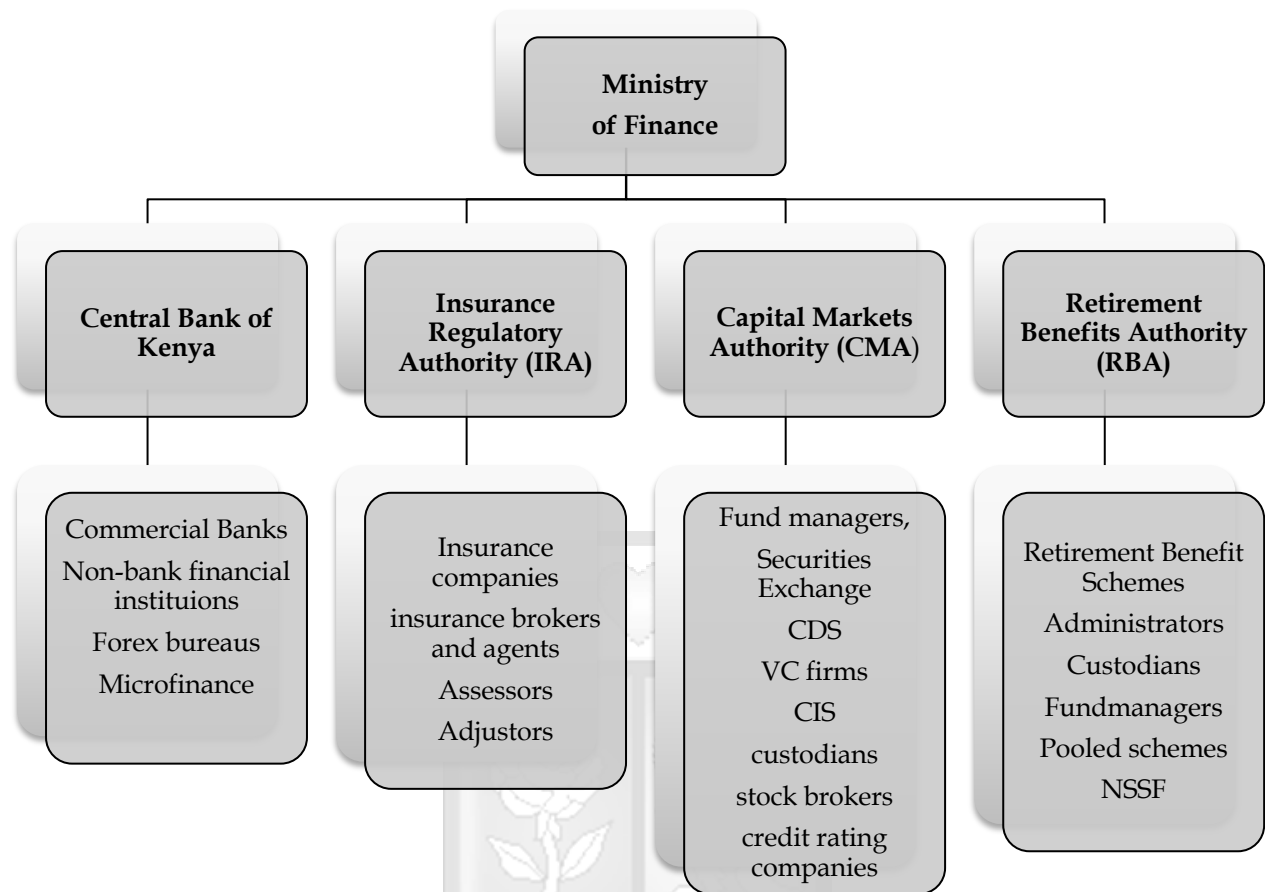 Ministry
of Finance
Central Bank of
Kenya
Insurance
Regulatory
Authority (IRA)
Capital Markets
Authority (CMA)
Retirement
Benefits Authority
(RBA)
Commercial Banks
Non-bank financial
instituions
Forex bureaus
Microfinance
Insurance
companies
insurance brokers
and agents
Assessors
Adjustors
Fund managers,
Securities
Exchange
CDS
VC firms
CIS
custodians
stock brokers
credit rating
companies
Retirement Benefit
Schemes
Administrators
Custodians
Fundmanagers
Pooled schemes
NSSF